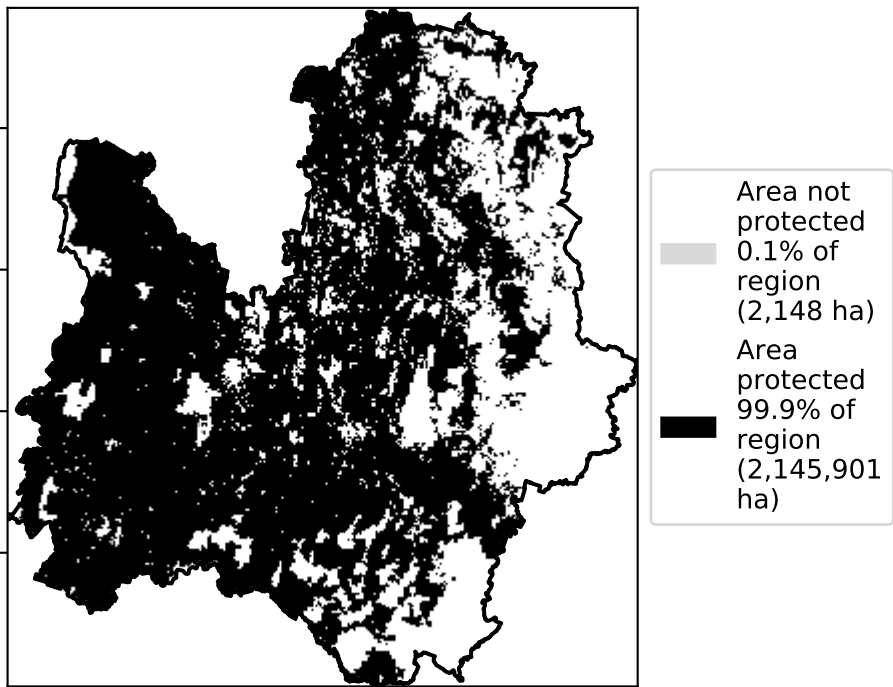 Area not
protected
0.1% of
region
(2,148 ha)
Area
protected
99.9% of
region
(2,145,901
ha)